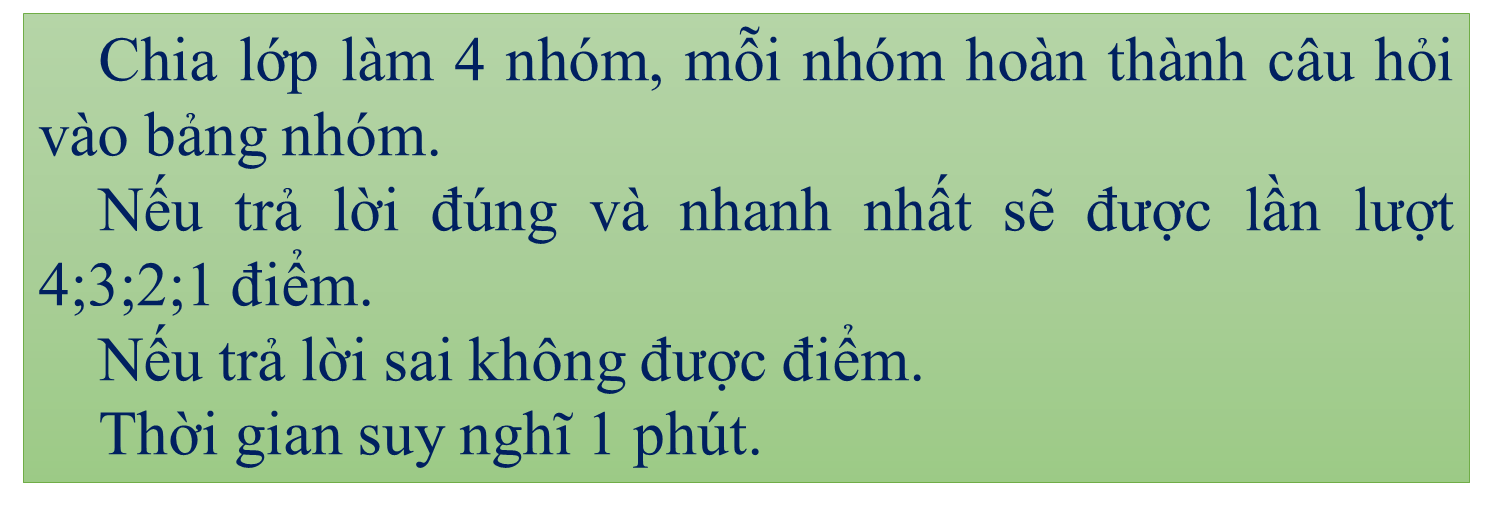 Chia lớp làm 4 nhóm, mỗi nhóm hoàn thành câu hỏi
vào bảng nhóm.
Nếu trả lời đúng và nhanh nhất sẽ được lần lượt
4;3;2;1 điểm.
Nếu trả lời sai không được điểm.
Thời gian suy nghĩ 1 phút.